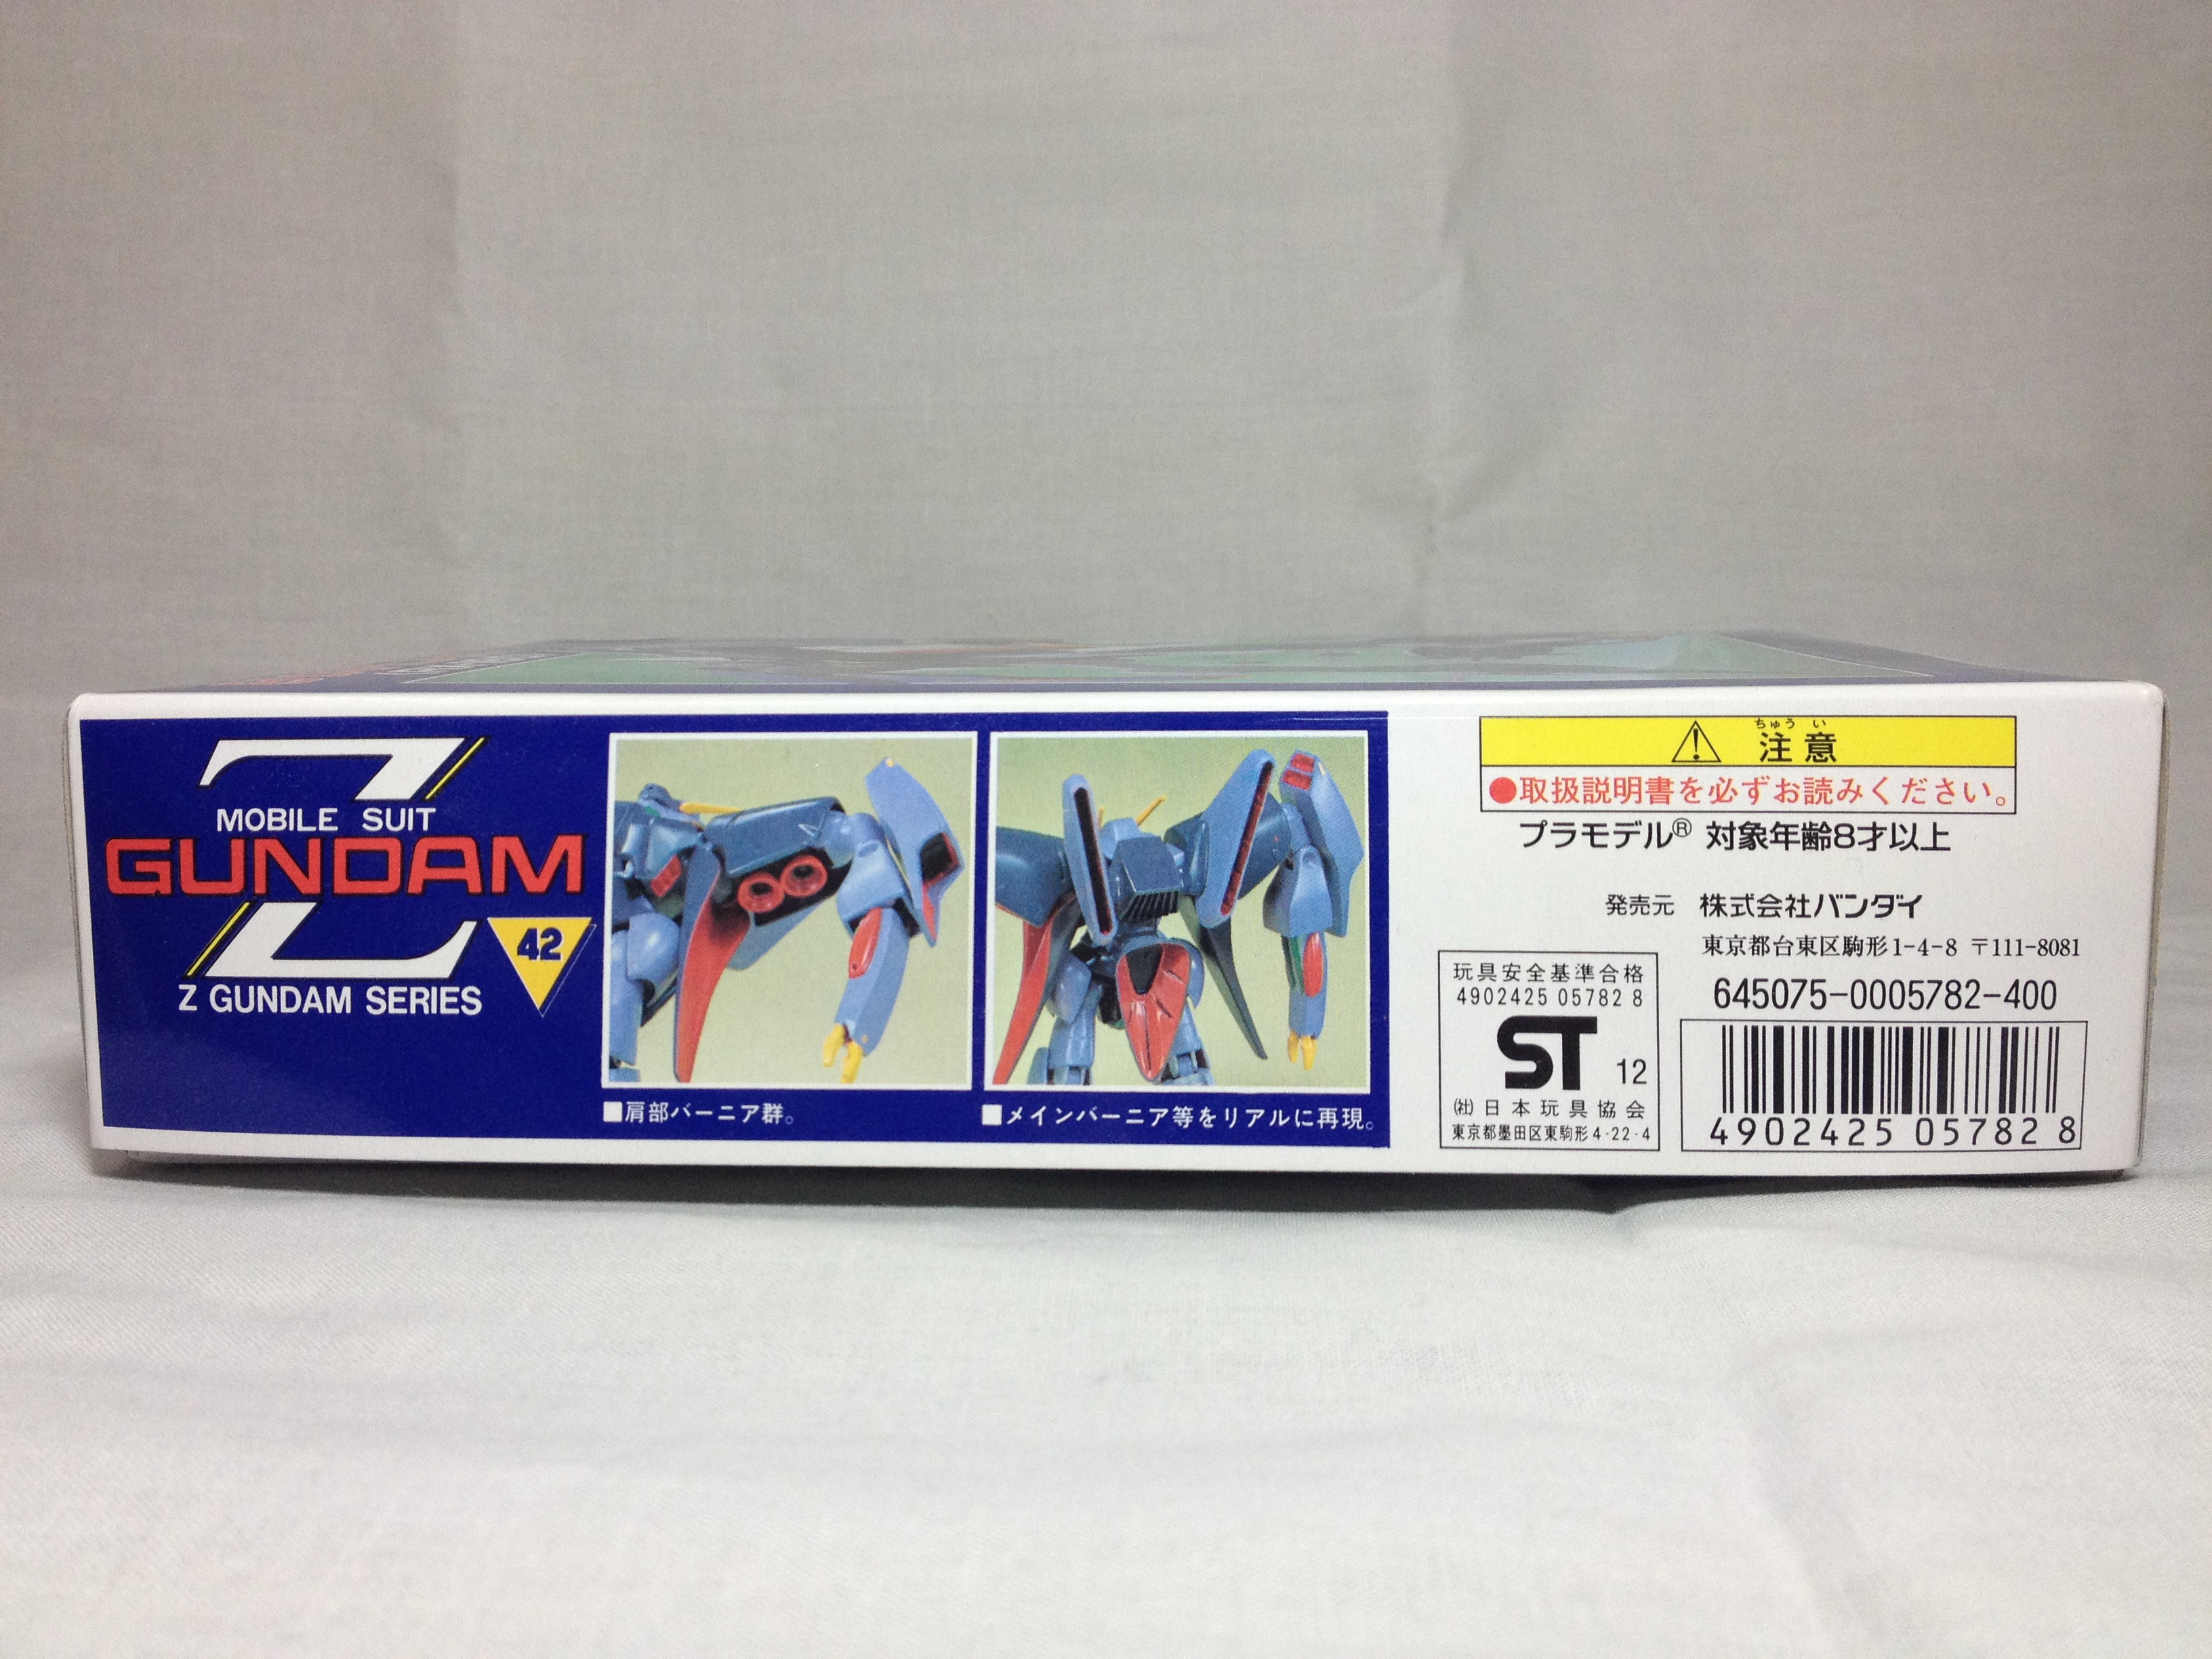 MOBILE SUIT
GUNDAM
Z
42
Z GUNDAM SERIES
■肩部バーニア群。
■メインバーニア等をリアルに再現。
ちゅう い
注意
●取扱説明書を必ずお読みください。
プラモデル® 対象年齢8才以上
発売元 株式会社バンダイ
東京都台東区駒形1-4-8 〒111-8081
645075-0005782-400
玩具安全基準合格
4902425 05782 8
ST 12
㈳日本玩具協会
東京都墨田区東駒形4-22-4
4902425 057828